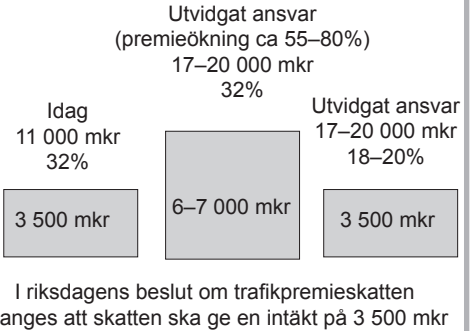 Utvidgat ansvar
(premieökning ca 55–80%)
17–20 000 mkr
32%
Idag
11 000 mkr
32%
Utvidgat ansvar
17–20 000 mkr
18–20%
3 500 mkr
6–7 000 mkr
3 500 mkr
I riksdagens beslut om trafikpremieskatten
anges att skatten ska ge en intäkt på 3 500 mkr